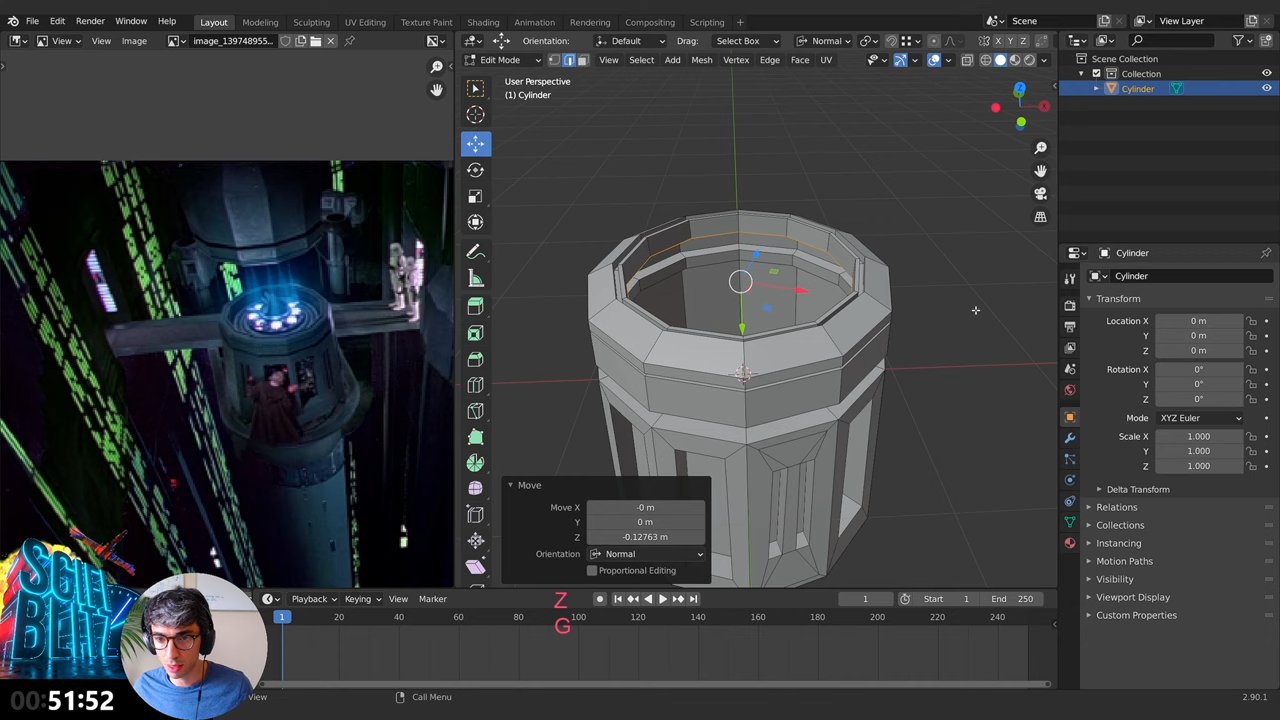 File Edit Render Window Help
Layout Modeling Sculpting UV Editing Texture Paint Shading Animation Rendering Compositing Scripting +
Scene
View Layer
View View Image image_139748955...
Orientation: Default Drag: Select Box Normal X Y Z
Edit Mode View Select Add Mesh Vertex Edge Face UV
User Perspective
(1) Cylinder
Z
X
Scene Collection
Collection
Cylinder
Cylinder
Cylinder
Transform
Location X 0 m
Y 0 m
Z 0 m
Rotation X 0°
Y 0°
Z 0°
Mode XYZ Euler
Scale X 1.000
Y 1.000
Z 1.000
Delta Transform
Relations
Collections
Instancing
Motion Paths
Visibility
Viewport Display
Custom Properties
Move
Move X -0 m
Y 0 m
Z -0.12763 m
Orientation Normal
Proportional Editing
Playback Keying View Marker
1 Start 1 End 250
1 20 40 60 80 100 120 140 160 180 200 220 240
Z
G
SCIFI
BLITZ
00:51:52
View Call Menu 2.90.1